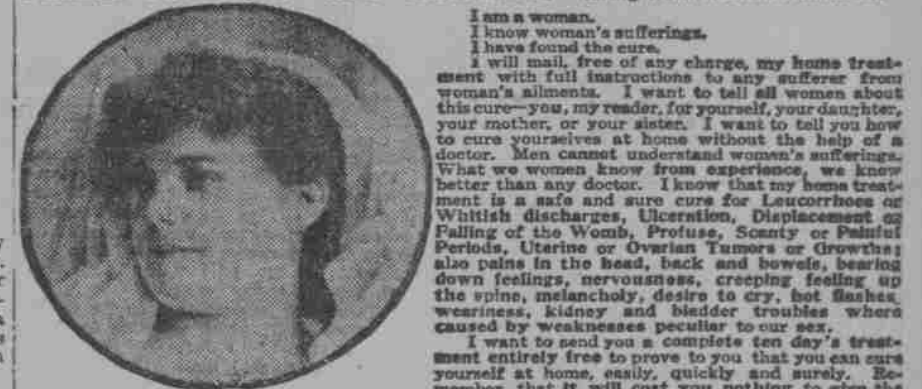 I am a woman.
I know woman's sufferings.
I have found the cure.
I will mail, free of any charge, my home treat-
ment with full instructions to any sufferer from
woman's ailments. I want to tell all women about
this cure—you, my reader, for yourself, your daughter,
your mother, or your sister. I want to tell you how
to cure yourselves at home without the help of a
doctor. Men cannot understand women's sufferings.
What we women know from experience, we know
better than any doctor. I know that my home treat-
ment is a safe and sure cure for Leucorrhoea or
Whitish discharges, Ulceration, Displacement or
Falling of the Womb, Profuse, Scanty or Painful
Periods, Uterine or Ovarian Tumors or Growths;
also pains in the head, back and bowels, bearing
down feelings, nervousness, creeping feeling up
the spine, melancholy, desire to cry, hot flashes,
weariness, kidney and bladder troubles where
caused by weaknesses peculiar to our sex.
I want to send you a complete ten day's treat-
ment entirely free to prove to you that you can cure
yourself at home, easily, quickly and surely. Re-
member, that it will cost you nothing to